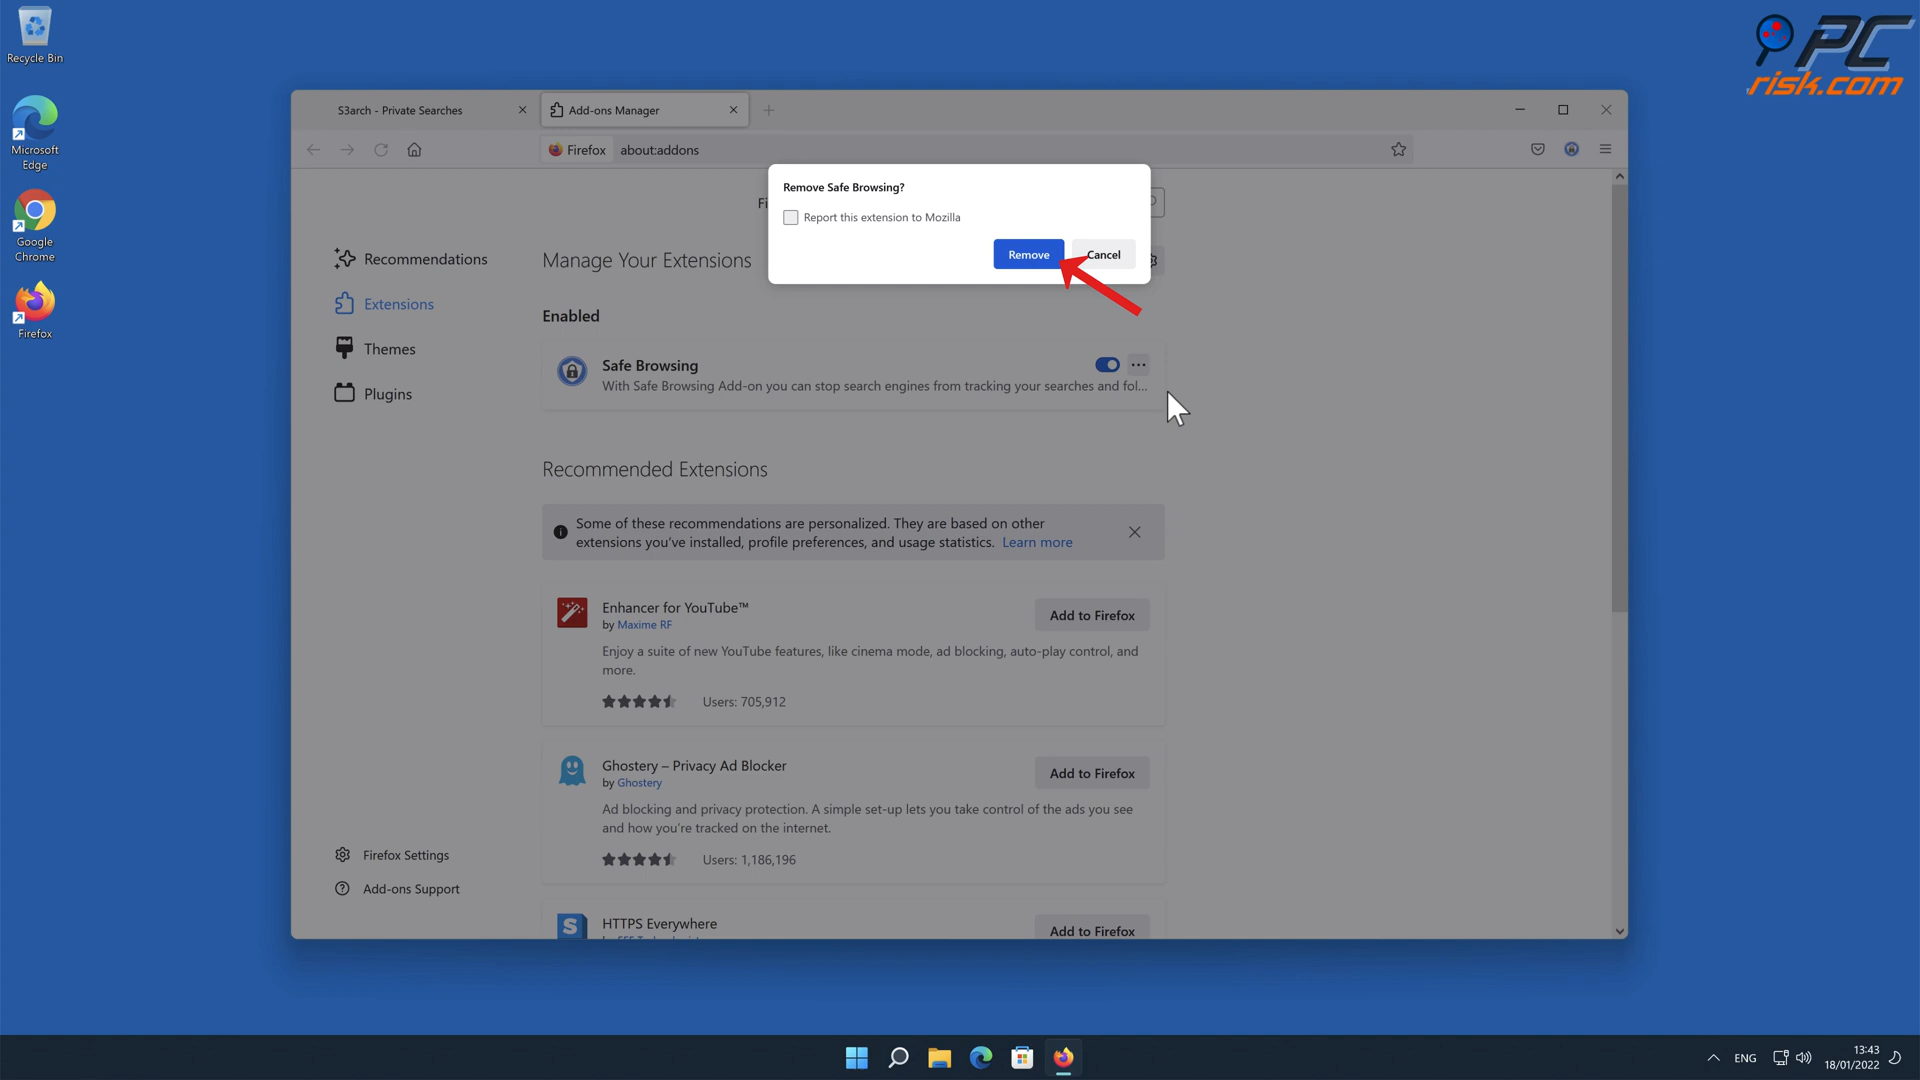 Recycle Bin
Microsoft
Edge
Google
Chrome
Firefox
PC
risk.com
S3arch - Private Searches
Add-ons Manager
Firefox
about:addons
Remove Safe Browsing?
Report this extension to Mozilla
Remove
Cancel
Fi
Recommendations
Extensions
Themes
Plugins
Firefox Settings
Add-ons Support
Manage Your Extensions
Enabled
Safe Browsing
With Safe Browsing Add-on you can stop search engines from tracking your searches and fol...
Recommended Extensions
Some of these recommendations are personalized. They are based on other
extensions you've installed, profile preferences, and usage statistics. Learn more
Enhancer for YouTube™
by Maxime RF
Add to Firefox
Enjoy a suite of new YouTube features, like cinema mode, ad blocking, auto-play control, and
more.
Users: 705,912
Ghostery – Privacy Ad Blocker
by Ghostery
Add to Firefox
Ad blocking and privacy protection. A simple set-up lets you take control of the ads you see
and how you're tracked on the internet.
Users: 1,186,196
S
HTTPS Everywhere
Add to Firefox
ENG
13:43
18/01/2022